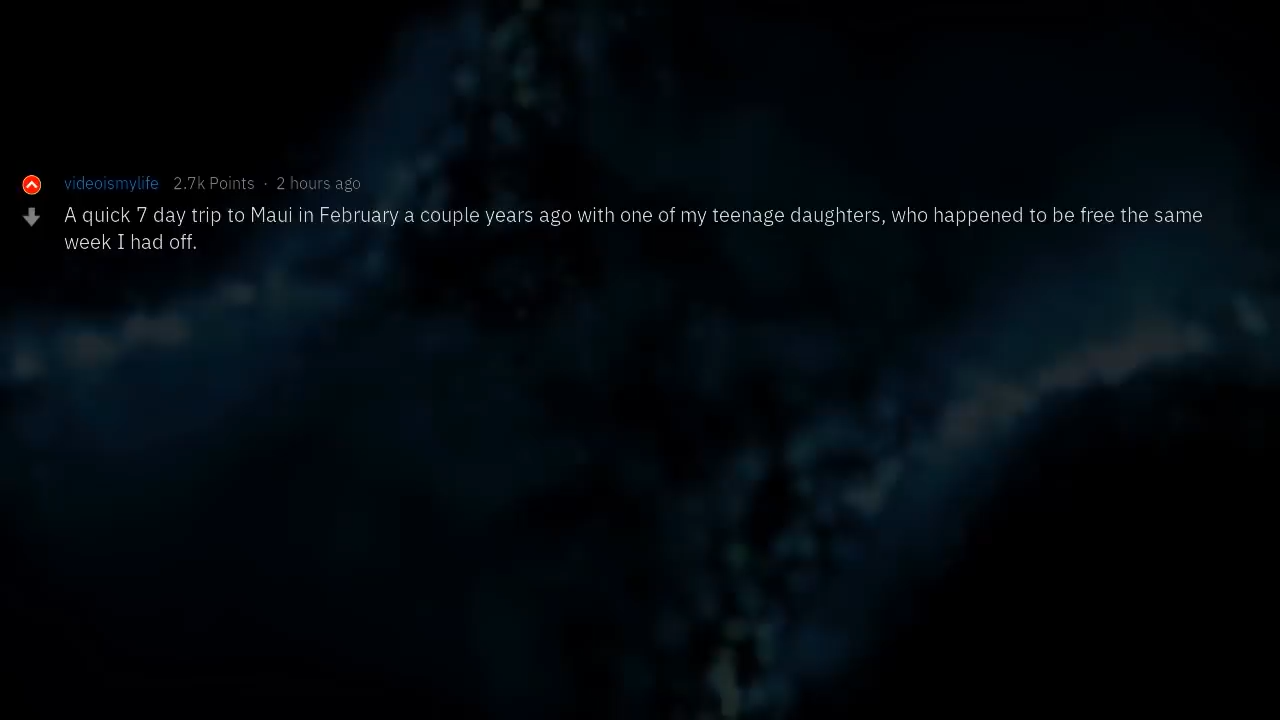 videoismylife 2.7k Points · 2 hours ago
A quick 7 day trip to Maui in February a couple years ago with one of my teenage daughters, who happened to be free the same
week I had off.